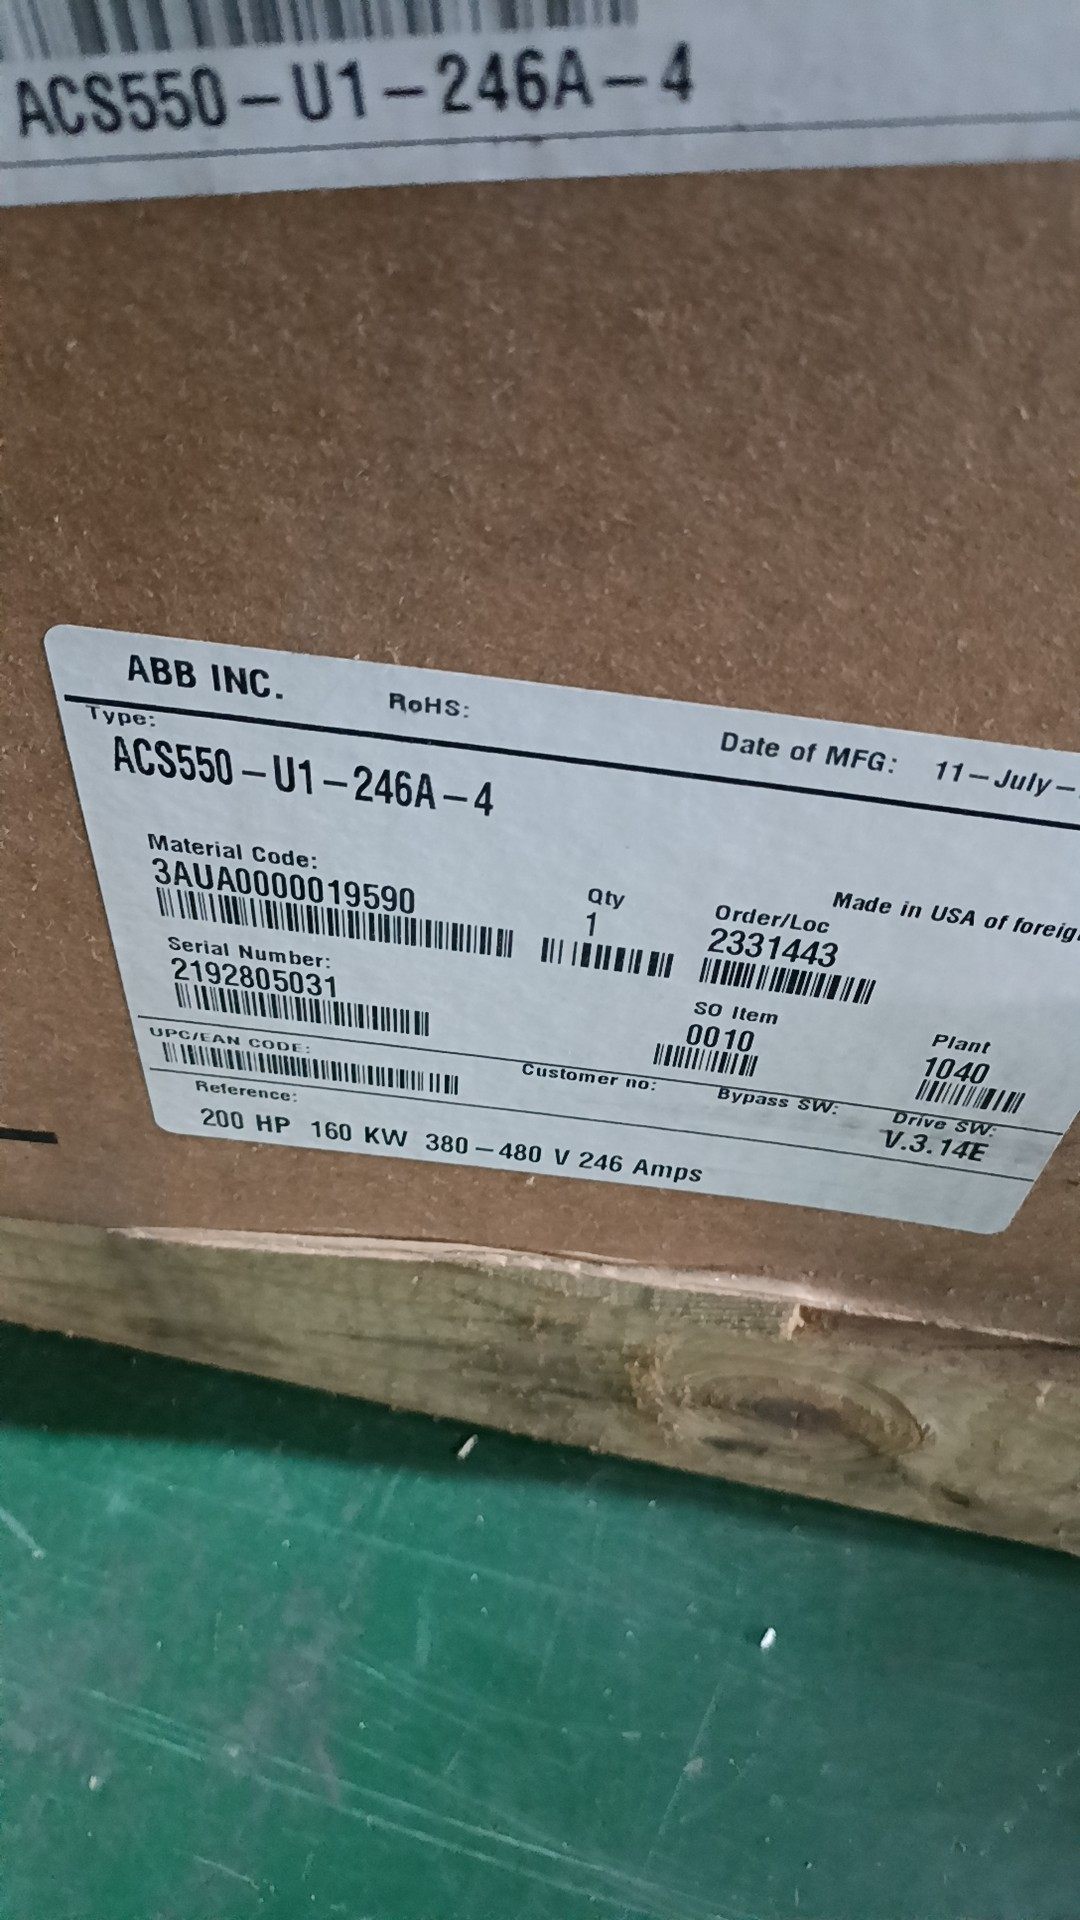 ACS550-U1-246A-4
ABB INC.
RoHS:
Date of MFG: 11-July-
Type:
ACS550-U1-246A-4
Material Code:
3AUA0000019590
Qty
1
Made in USA of
Order/Loc
2331443
Serial Number:
2192805031
SO Item
0010
Plant
1040
UPC/EAN CODE:
Customer no:
Bypass SW:
Drive SW:
V.3.14E
Reference:
200 HP 160 KW 380-480 V 246 Amps